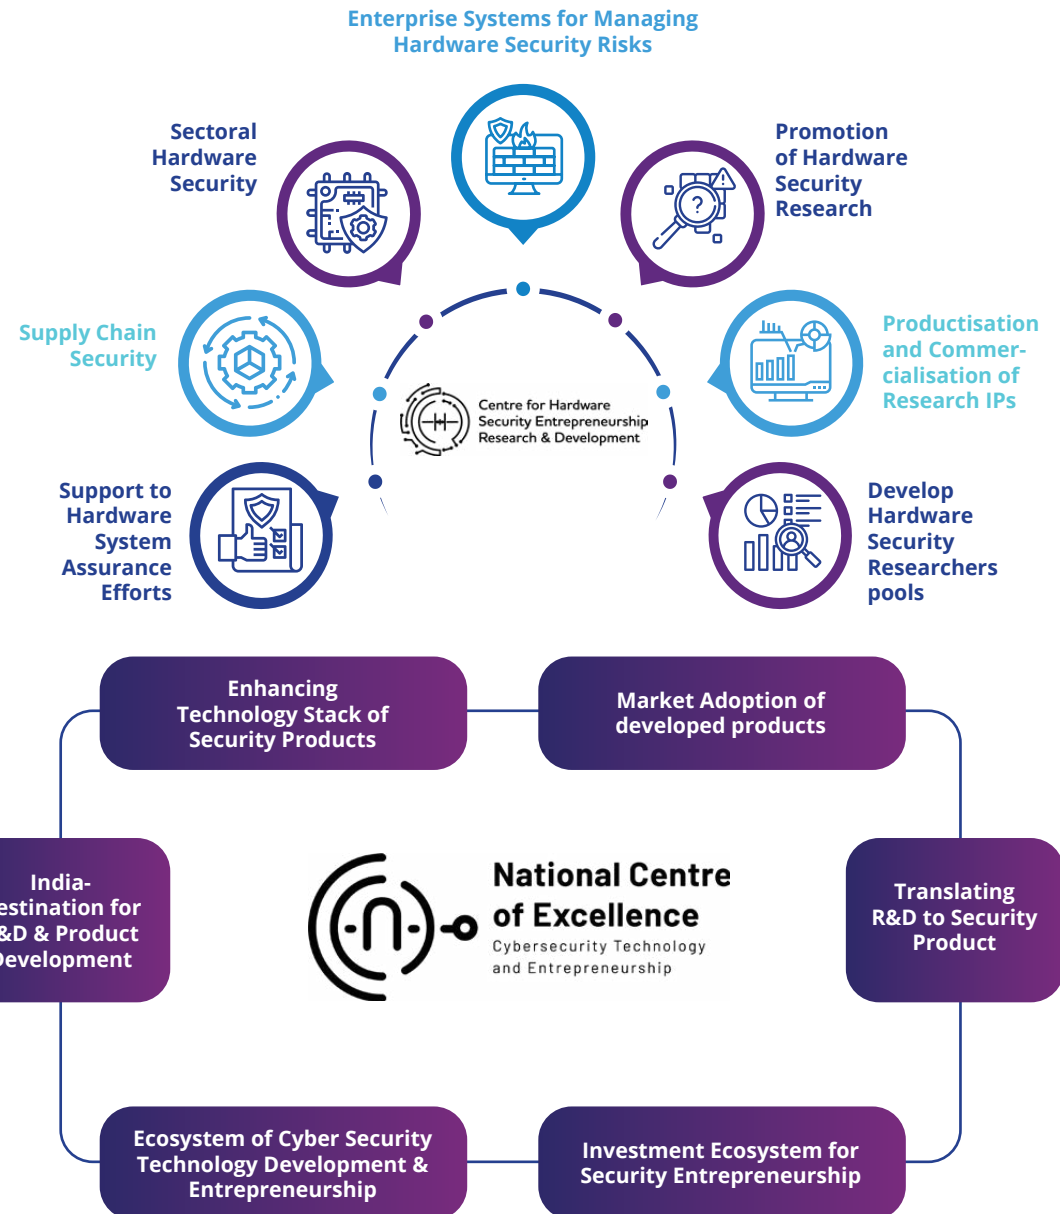 Enterprise Systems for Managing
Hardware Security Risks
Sectoral
Hardware
Security
Promotion
of Hardware
Security
Research
Supply Chain
Security
Productisation
and Commer-
cialisation of
Research IPs
Centre for Hardware
Security Entrepreneurship
Research & Development
Support to
Hardware
System
Assurance
Efforts
Develop
Hardware
Security
Researchers
pools
?
Enhancing
Technology Stack of
Security Products
Market Adoption of
developed products
India-
estination for
&D & Product
evelopment
National Centre
of Excellence
Cybersecurity Technology
and Entrepreneurship
Translating
R&D to Security
Product
Ecosystem of Cyber Security
Technology Development &
Entrepreneurship
Investment Ecosystem for
Security Entrepreneurship